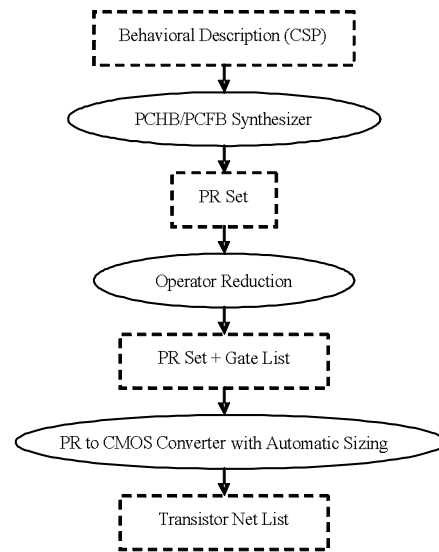 Behavioral Description (CSP)
PCHB/PCFB Synthesizer
PR Set
Operator Reduction
PR Set + Gate List
PR to CMOS Converter with Automatic Sizing
Transistor Net List